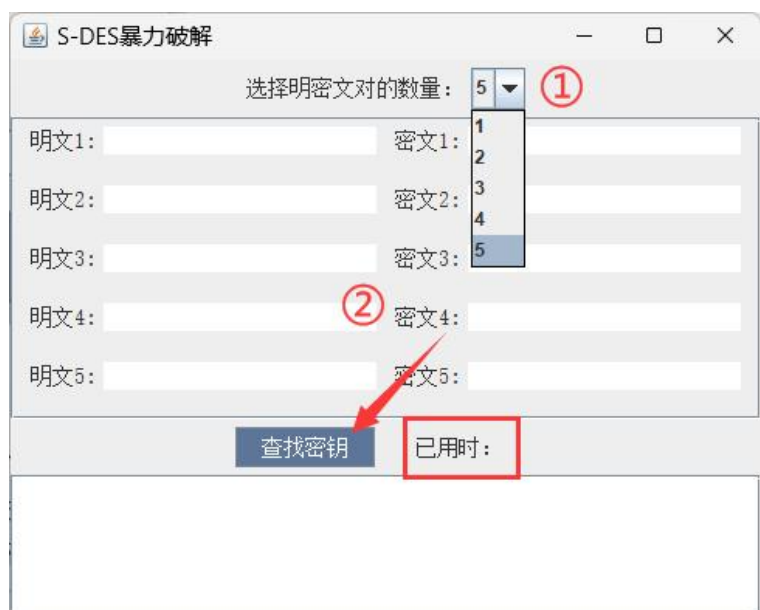 S-DES暴力破解
选择明密文对的数量： 5 ①
1
2
3
4
5
明文1： 密文1：
明文2： 密文2：
明文3： 密文3：
② 明文4： 密文4：
明文5： 密文5：
查找密钥 已用时：